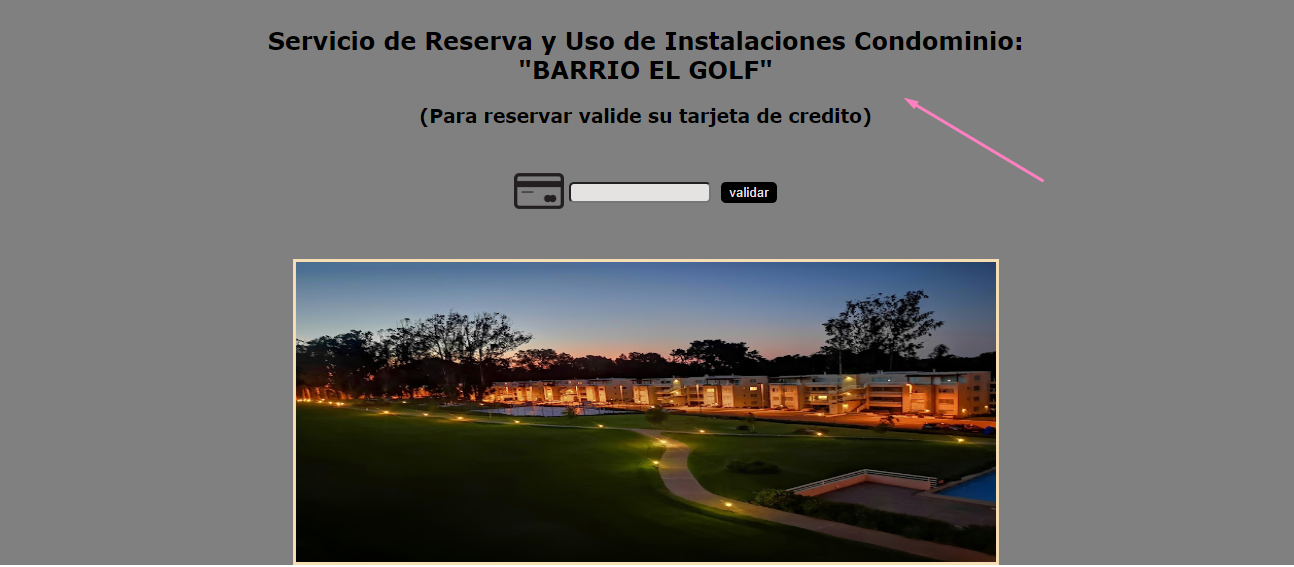 Servicio de Reserva y Uso de Instalaciones Condominio:
"BARRIO EL GOLF"
(Para reservar valide su tarjeta de credito)
validar